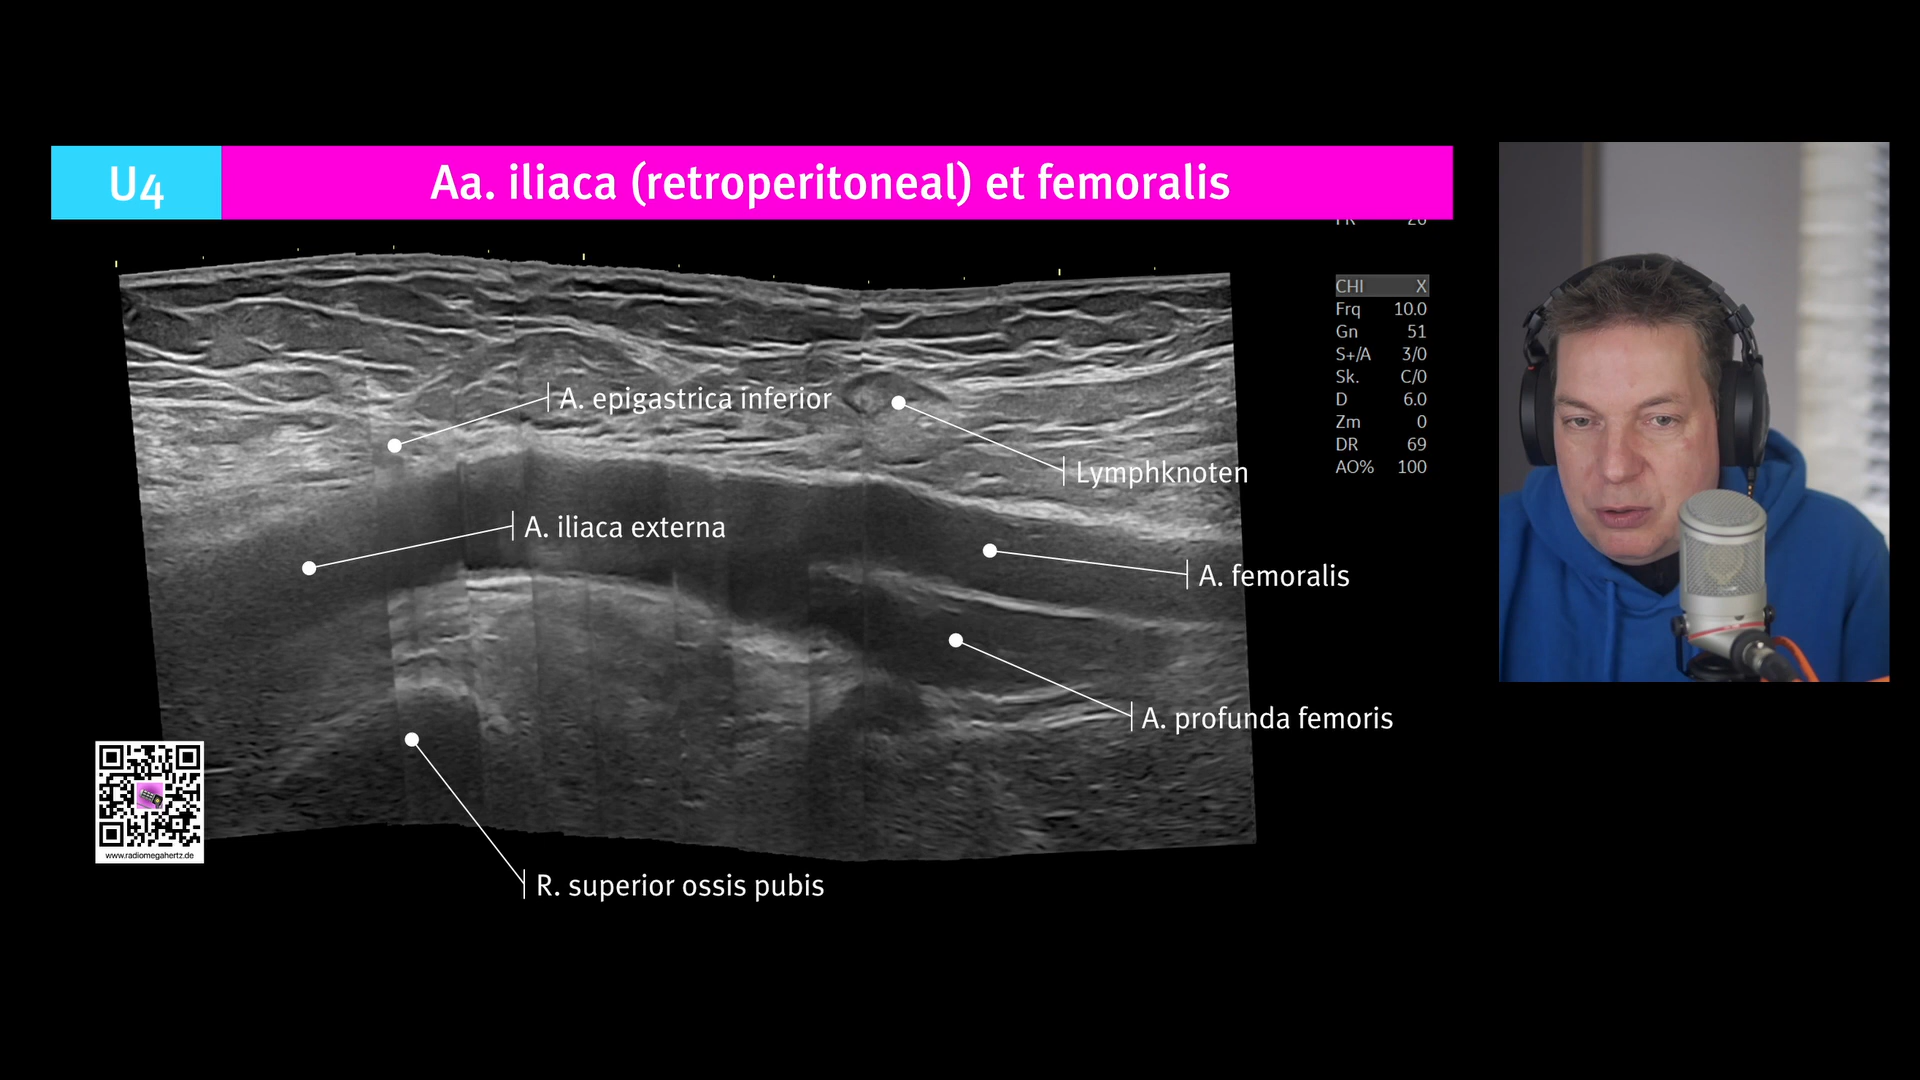 U4
Aa. iliaca (retroperitoneal) et femoralis
CHI X
Frq 10.0
Gn 51
S+/A 3/0
Sk. C/0
D 6.0
Zm 0
DR 69
AO% 100
A. epigastrica inferior
Lymphknoten
A. iliaca externa
A. femoralis
A. profunda femoris
R. superior ossis pubis
www.radiomegahertz.de